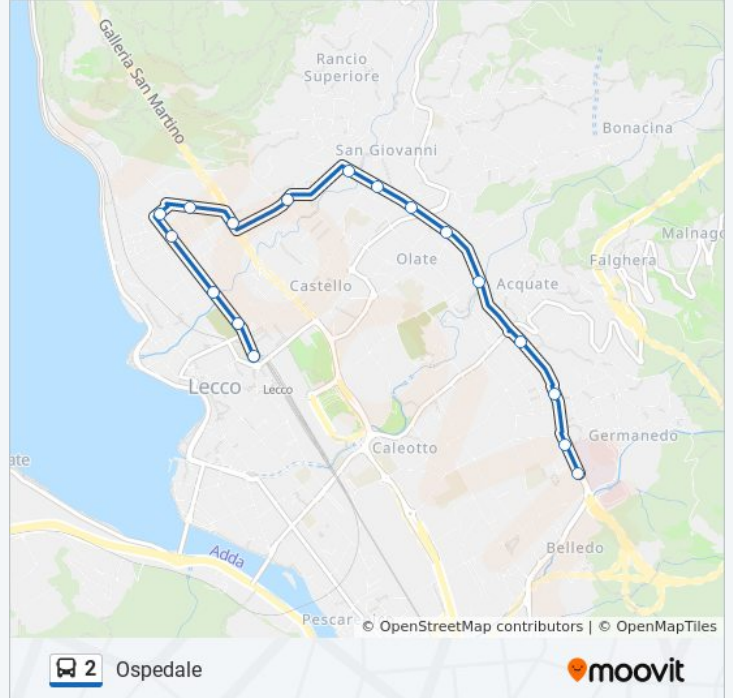 Galleria San Martino
Rancio
Superiore
Bonacina
San Giovanni
Malnago
Falghera
Olate
Acquate
Castello
Lecco
Lecco
Germanedo
Caleotto
ate
Belledo
Adda
Pescar
© OpenStreetMap contributors | © OpenMapTiles
2 Ospedale
moovit